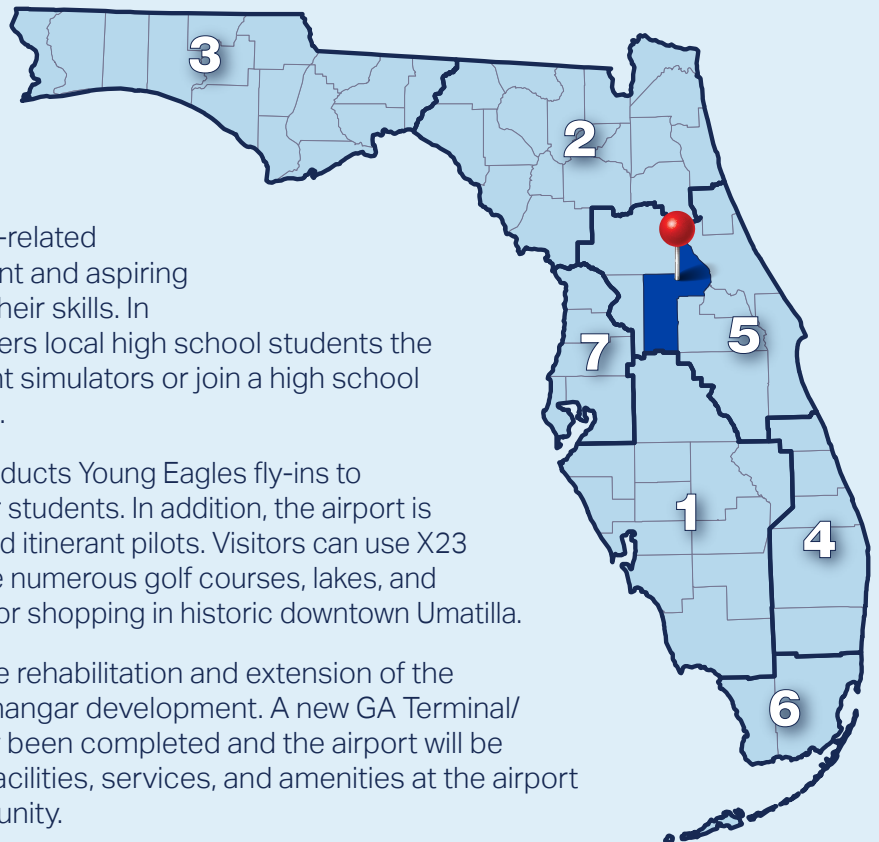 3
2
-related
nt and aspiring
heir skills. In
ers local high school students the
nt simulators or join a high school
.
7
5
ducts Young Eagles fly-ins to
r students. In addition, the airport is
d itinerant pilots. Visitors can use X23
e numerous golf courses, lakes, and
or shopping in historic downtown Umatilla.
1
4
e rehabilitation and extension of the
hangar development. A new GA Terminal/
r been completed and the airport will be
acilities, services, and amenities at the airport
unity.
6